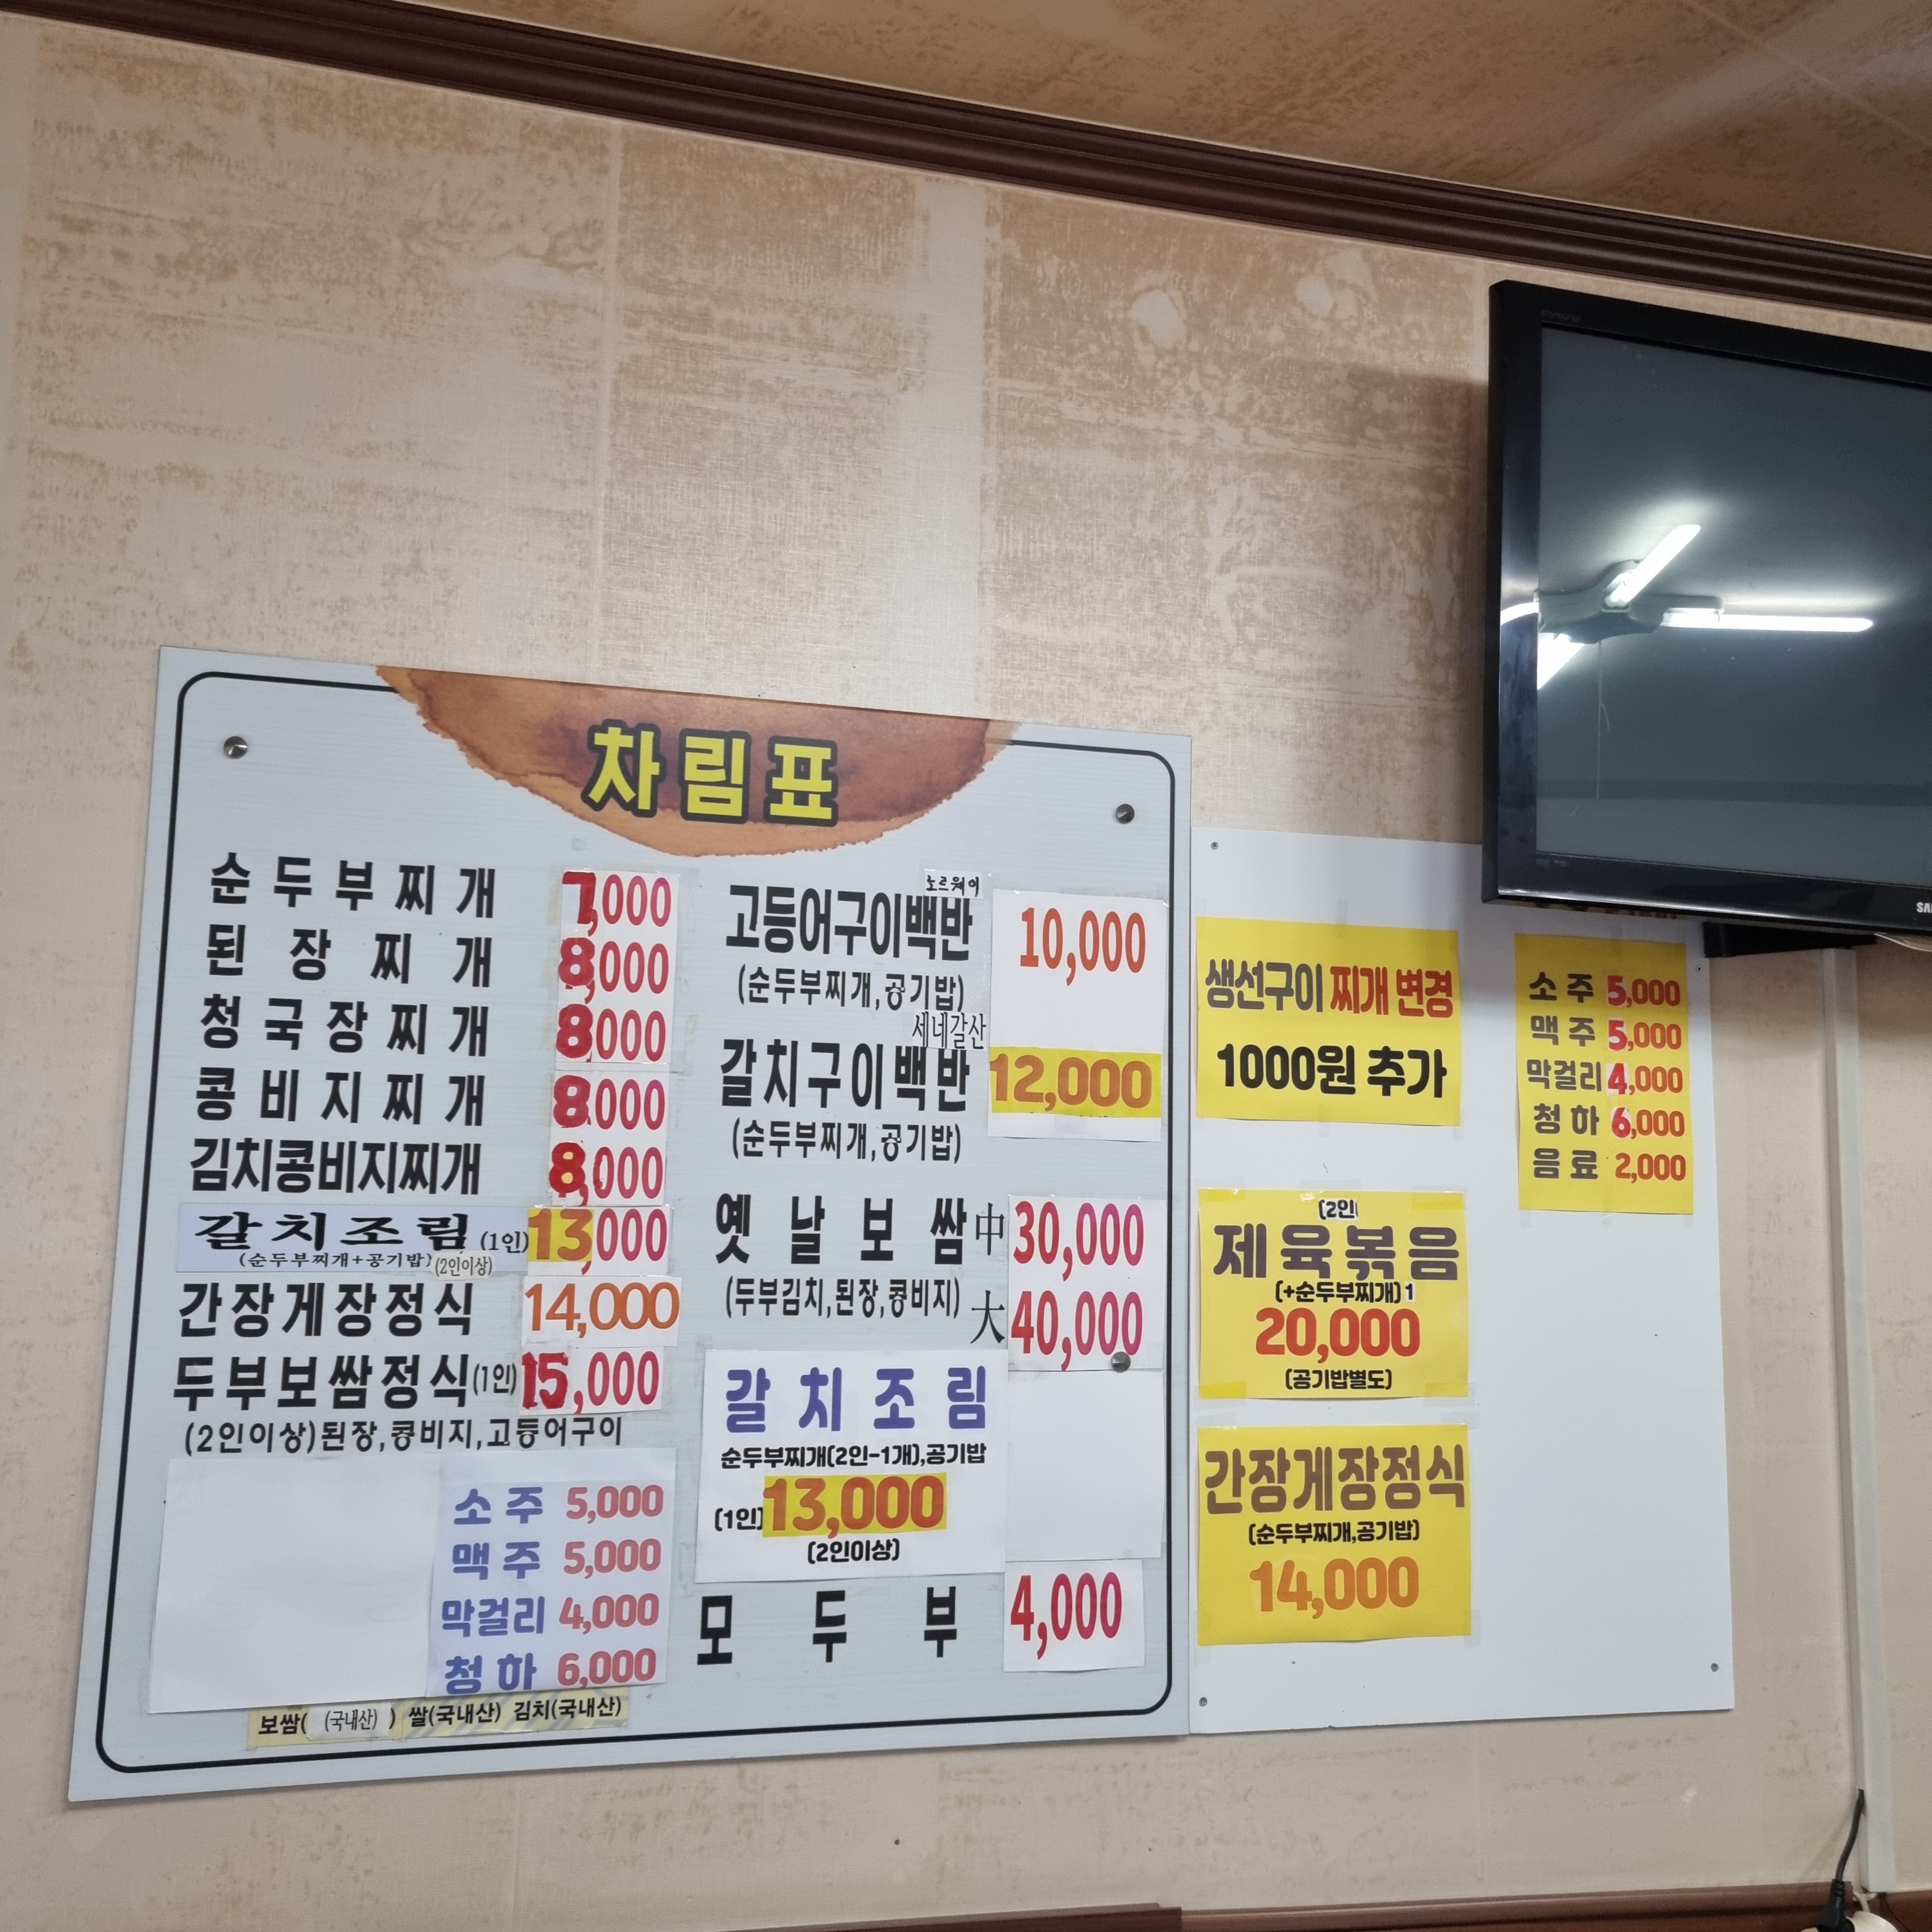 차림표
순두부찌개 7,000
된장찌개 8,000
청국장찌개 8,000
콩비지찌개 8,000
김치콩비지찌개 8,000
갈치조림 (1인) 13,000
(순두부찌개+공기밥) (2인이상)
간장게장정식 14,000
두부보쌈정식 (1인) 15,000
(2인이상) 된장, 콩비지, 고등어구이
소주 5,000
맥주 5,000
막걸리 4,000
청하 6,000
보쌈( (국내산) ) 쌀(국내산) 김치(국내산)
노르웨이
고등어구이백반 10,000
(순두부찌개, 공기밥)
세네갈산
갈치구이백반 12,000
(순두부찌개, 공기밥)
옛날보쌈 中 30,000
(두부김치, 된장, 콩비지) 大 40,000
갈치조림
순두부찌개(2인-1개),공기밥
(1인) 13,000
(2인이상)
모두부 4,000
생선구이 찌개 변경
1000원 추가
(2인
제육볶음
(+순두부찌개) 1
20,000
(공기밥별도)
간장게장정식
(순두부찌개,공기밥)
14,000
소주 5,000
맥주 5,000
막걸리 4,000
청하 6,000
음료 2,000